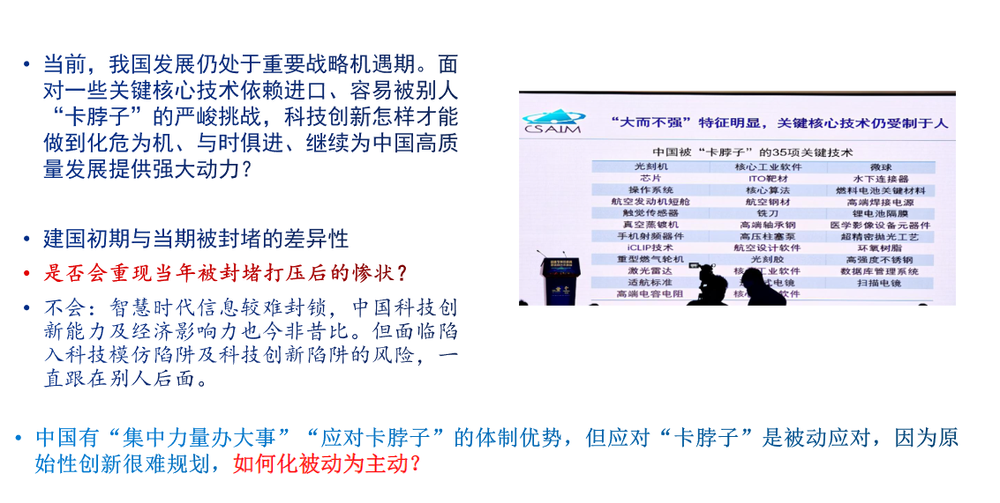 • 当前，我国发展仍处于重要战略机遇期。面
对一些关键核心技术依赖进口、容易被别人
“卡脖子”的严峻挑战，科技创新怎样才能
做到化危为机、与时俱进、继续为中国高质
量发展提供强大动力？
• 建国初期与当期被封堵的差异性
• 是否会重现当年被封堵打压后的惨状？
• 不会：智慧时代信息较难封锁，中国科技创
新能力及经济影响力也今非昔比。但面临陷
入科技模仿陷阱及科技创新陷阱的风险，一
直跟在别人后面。
CSAIM
“大而不强”特征明显，关键核心技术仍受制于人
中国被“卡脖子”的35项关键技术
光刻机 核心工业软件 微球
芯片 ITO靶材 水下连接器
操作系统 核心算法 燃料电池关键材料
航空发动机短舱 航空钢材 高端焊接电源
触觉传感器 铣刀 锂电池隔膜
真空蒸镀机 高端轴承钢 医学影像设备元器件
手机射频器件 高压柱塞泵 超精密抛光工艺
iCLIP技术 航空设计软件 环氧树脂
重型燃气轮机 光刻胶 高强度不锈钢
激光雷达 工业软件 数据库管理系统
适航标准 式电镜 扫描电镜
高端电容电阻 软件
• 中国有“集中力量办大事”“应对卡脖子”的体制优势，但应对“卡脖子”是被动应对，因为原
始性创新很难规划，如何化被动为主动？